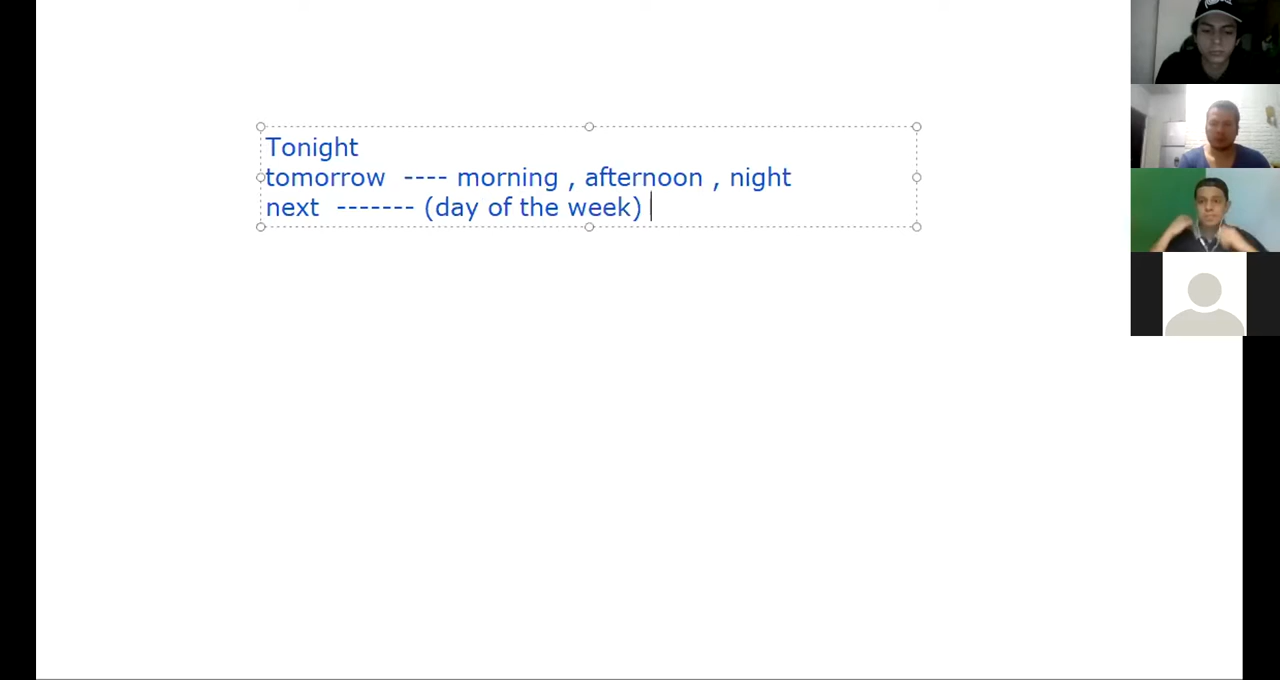 Tonight
tomorrow ---- morning , afternoon , night
next ------- (day of the week)